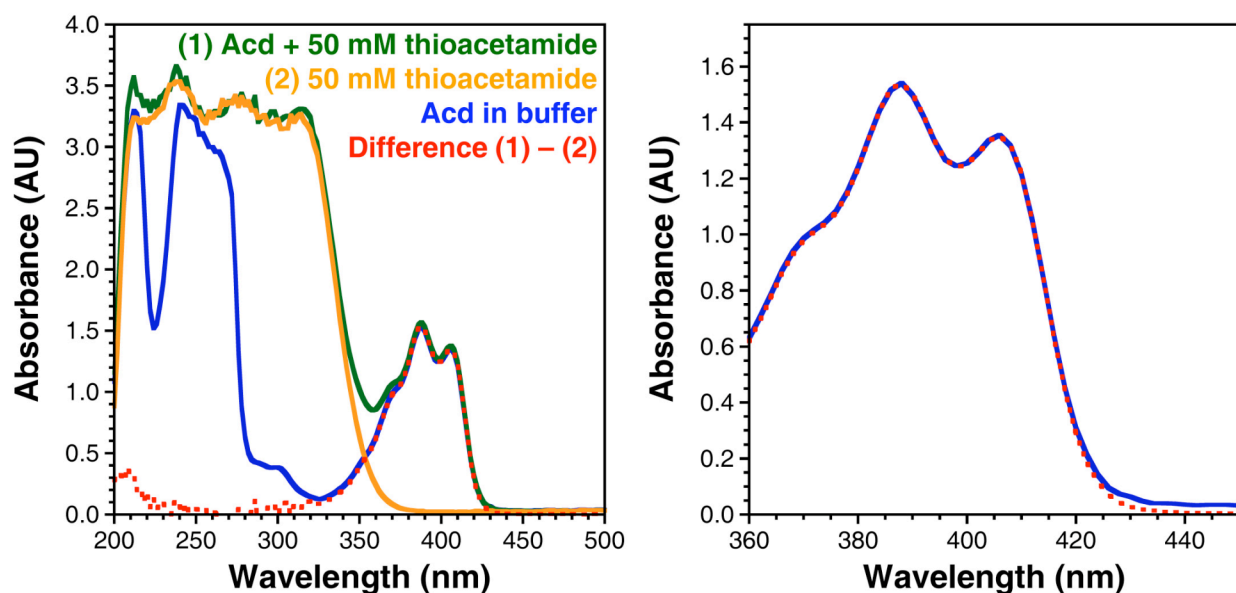 4.0
3.5
3.0
2.5
2.0
1.5
1.0
0.5
0.0
Absorbance (AU)
(1) Acd + 50 mM thioacetamide
(2) 50 mM thioacetamide
Acd in buffer
Difference (1) – (2)
200 250 300 350 400 450 500
Wavelength (nm)
1.6
1.4
1.2
1.0
0.8
0.6
0.4
0.2
0.0
Absorbance (AU)
360 380 400 420 440
Wavelength (nm)